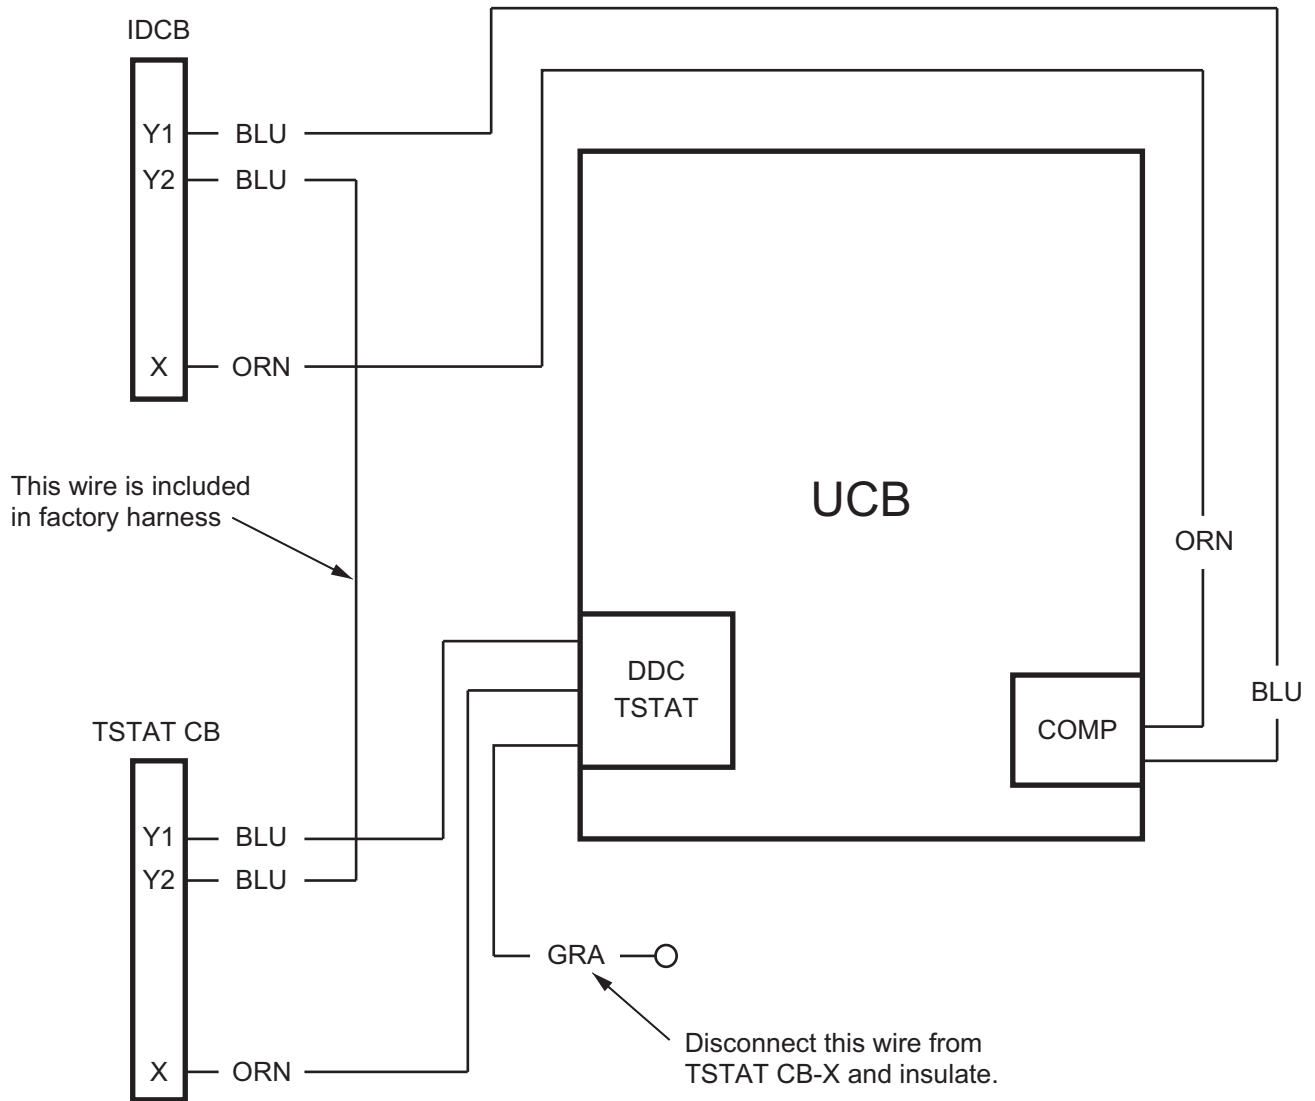 IDCB
Y1 BLU
Y2 BLU
X ORN
This wire is included
in factory harness
UCB
ORN
DDC
TSTAT
BLU
COMP
TSTAT CB
Y1 BLU
Y2 BLU
GRA
Disconnect this wire from
TSTAT CB-X and insulate.
X ORN